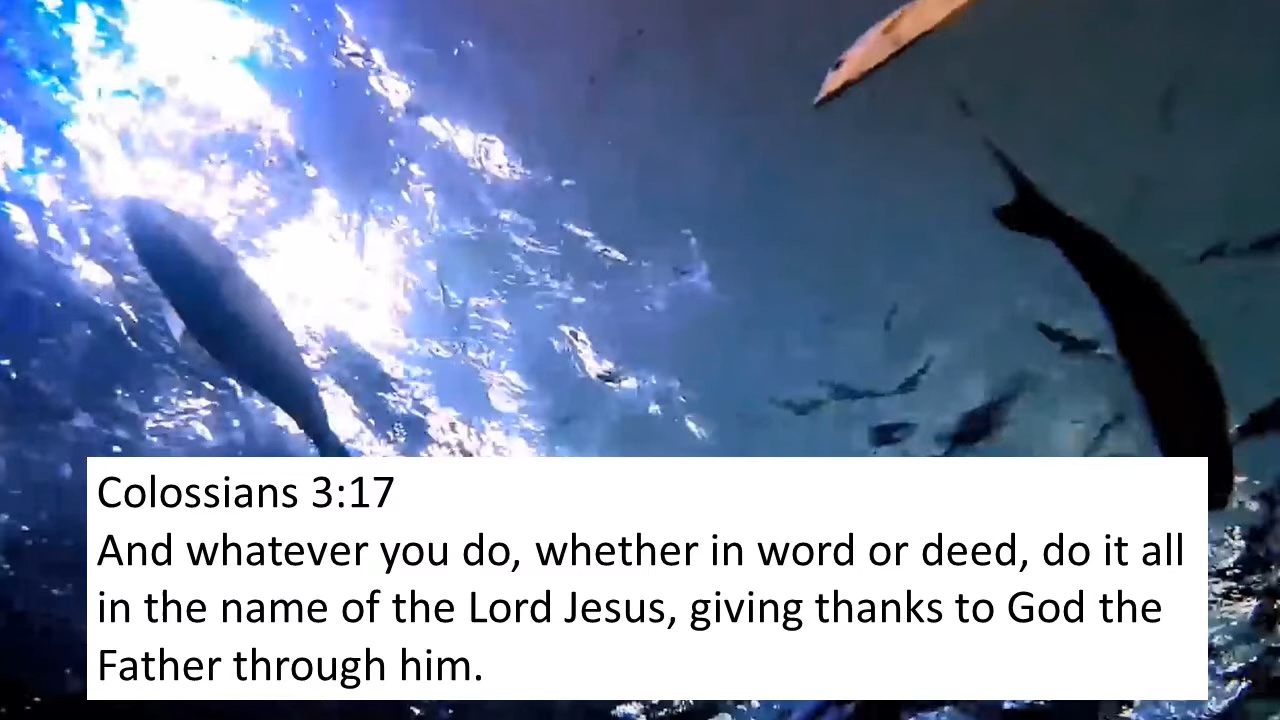 Colossians 3:17
And whatever you do, whether in word or deed, do it all
in the name of the Lord Jesus, giving thanks to God the
Father through him.